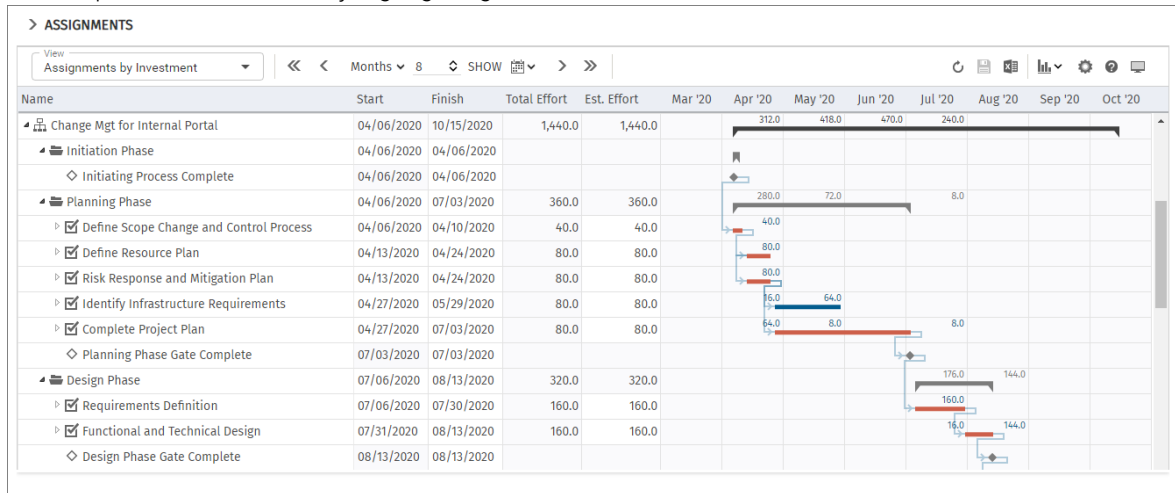 ASSIGNMENTS
View
Assignments by Investment
Months 8 SHOW
Name Start Finish Total Effort Est. Effort Mar '20 Apr '20 May '20 Jun '20 Jul '20 Aug '20 Sep '20 Oct '20
Change Mgt for Internal Portal 04/06/2020 10/15/2020 1,440.0 1,440.0 312.0 418.0 470.0 240.0
Initiation Phase 04/06/2020 04/06/2020
Initiating Process Complete 04/06/2020 04/06/2020
Planning Phase 04/06/2020 07/03/2020 360.0 360.0 280.0 72.0 8.0
Define Scope Change and Control Process 04/06/2020 04/10/2020 40.0 40.0 40.0
Define Resource Plan 04/13/2020 04/24/2020 80.0 80.0 80.0
Risk Response and Mitigation Plan 04/13/2020 04/24/2020 80.0 80.0 80.0
Identify Infrastructure Requirements 04/27/2020 05/29/2020 80.0 80.0 16.0 64.0
Complete Project Plan 04/27/2020 07/03/2020 80.0 80.0 64.0 8.0 8.0
Planning Phase Gate Complete 07/03/2020 07/03/2020
Design Phase 07/06/2020 08/13/2020 320.0 320.0 176.0 144.0
Requirements Definition 07/06/2020 07/30/2020 160.0 160.0 160.0
Functional and Technical Design 07/31/2020 08/13/2020 160.0 160.0 16.0 144.0
Design Phase Gate Complete 08/13/2020 08/13/2020